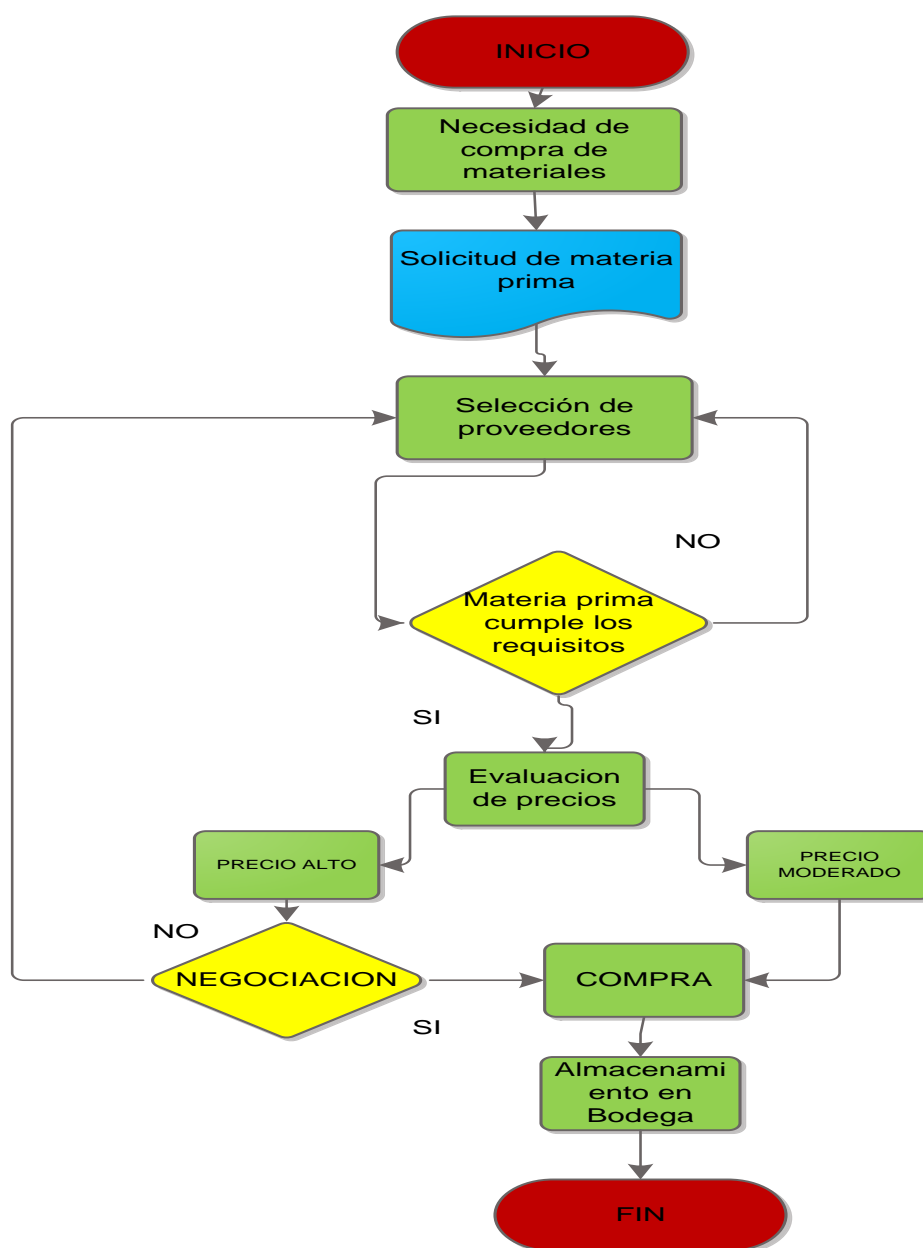 INICIO
Necesidad de
compra de
materiales
Solicitud de materia
prima
Selección de
proveedores
NO
Materia prima
cumple los
requisitos
SI
Evaluacion
de precios
PRECIO ALTO
PRECIO
MODERADO
NO
NEGOCIACION
COMPRA
SI
Almacenami
ento en
Bodega
FIN